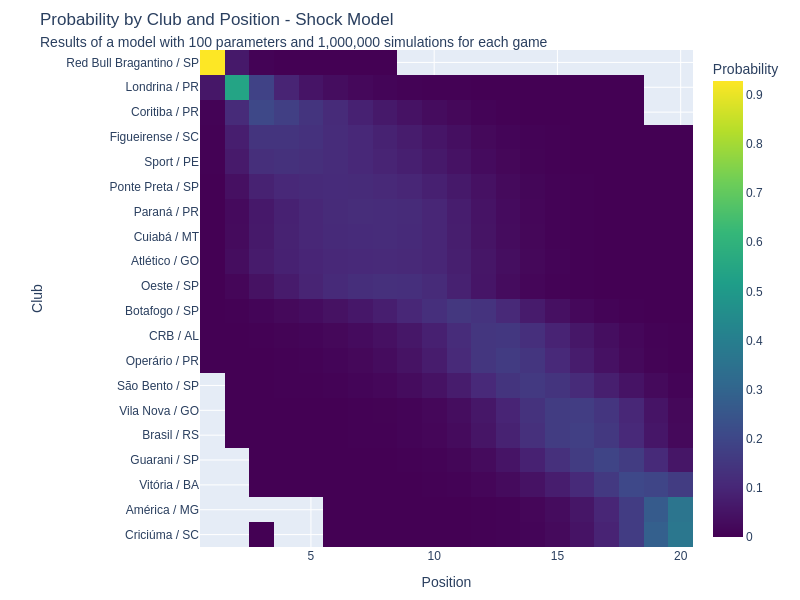 Probability by Club and Position - Shock Model
Results of a model with 100 parameters and 1,000,000 simulations for each game
Probability
Red Bull Bragantino / SP
Londrina / PR
Coritiba / PR
Figueirense / SC
Sport / PE
Ponte Preta / SP
Paraná / PR
Cuiabá / MT
Atlético / GO
Oeste / SP
Botafogo / SP
CRB / AL
Operário / PR
São Bento / SP
Vila Nova / GO
Brasil / RS
Guarani / SP
Vitória / BA
América / MG
Criciúma / SC
Club
5
10
15
20
Position
0.9
0.8
0.7
0.6
0.5
0.4
0.3
0.2
0.1
0